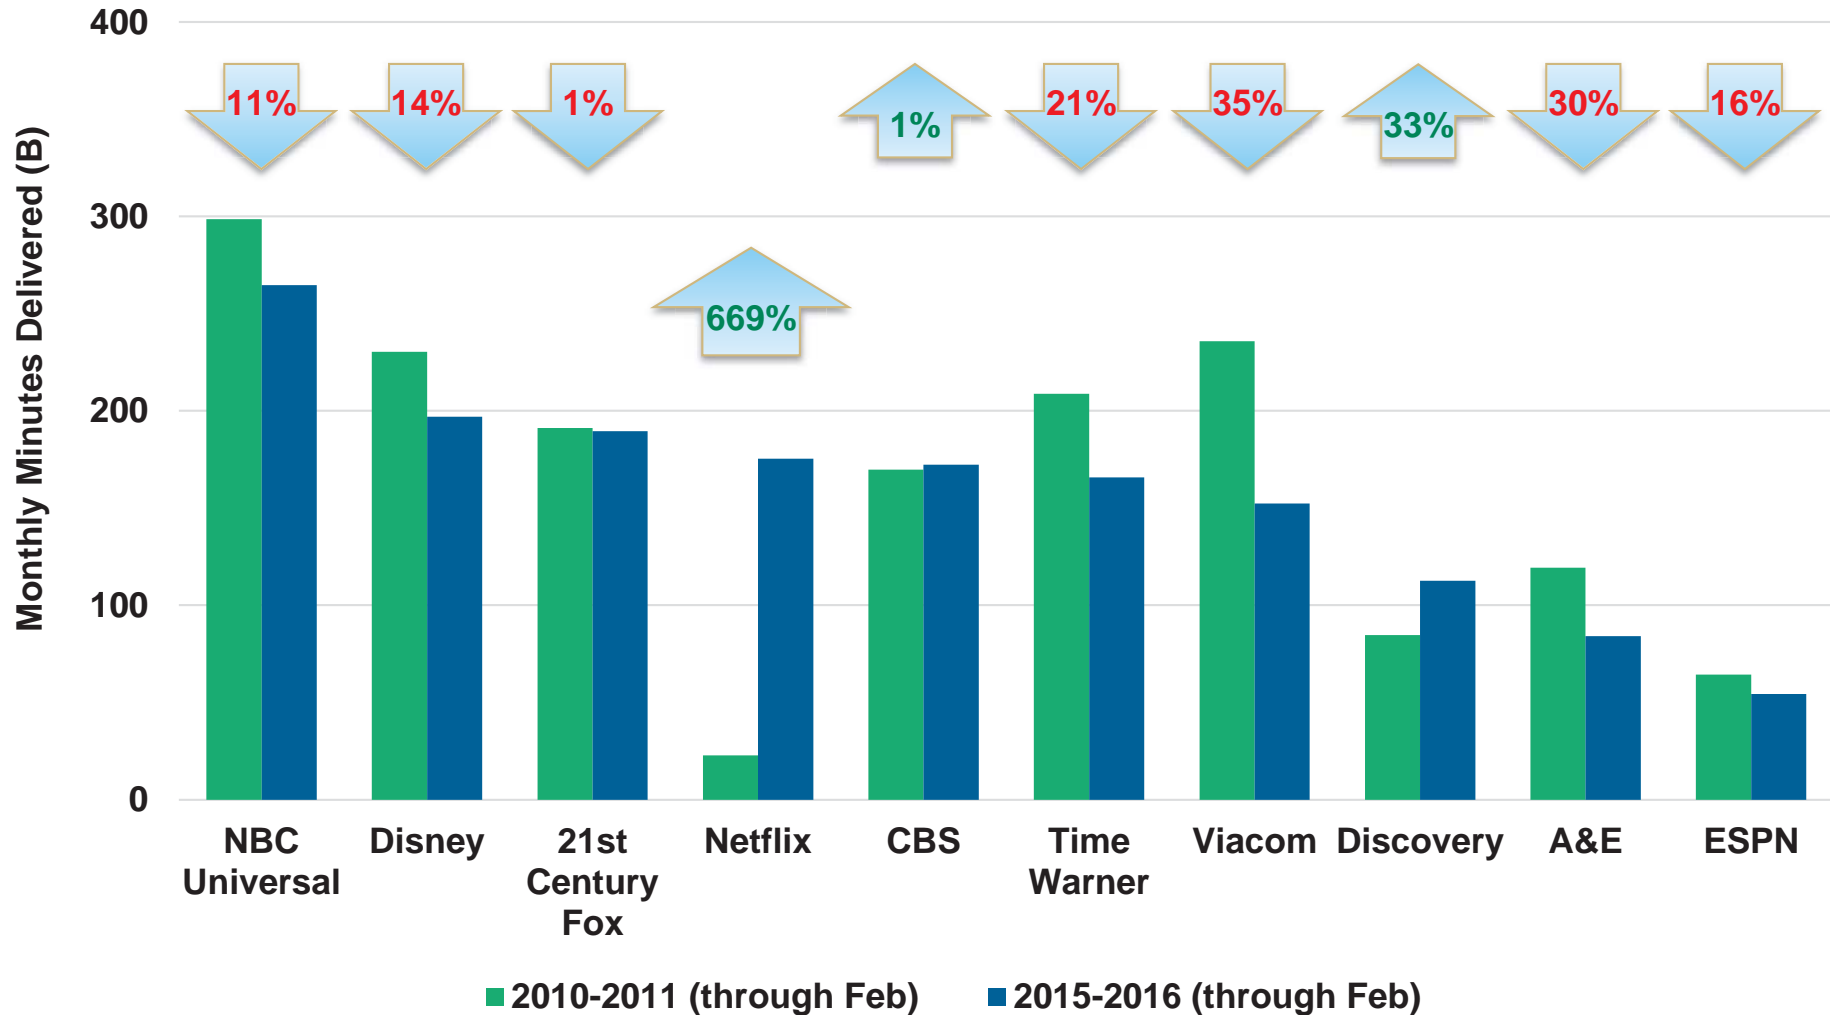 Monthly Minutes Delivered (B)
400
300
200
100
0
11%
14%
1%
669%
1%
21%
35%
33%
30%
16%
NBC
Universal
Disney
21st
Century
Fox
Netflix
CBS
Time
Warner
Viacom
Discovery
A&E
ESPN
2010-2011 (through Feb)
2015-2016 (through Feb)